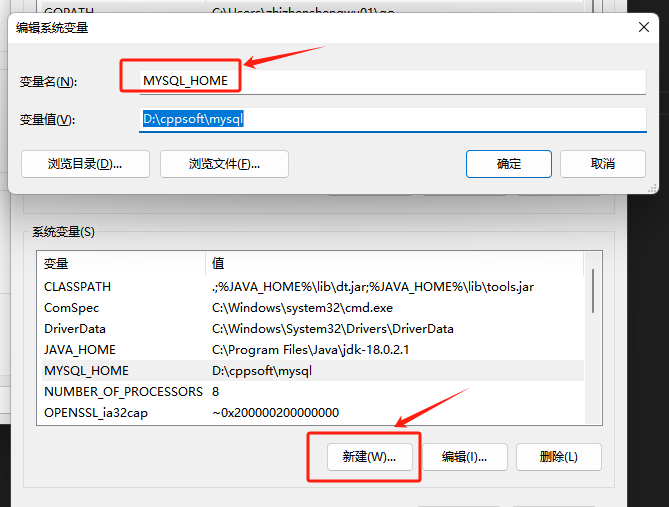 GOPATH C:\Users\zhizhenshengwu01\go
编辑系统变量
变量名(N): MYSQL_HOME
变量值(V): D:\cppsoft\mysql
浏览目录(D)... 浏览文件(F)... 确定 取消
系统变量(S)
变量 值
CLASSPATH .;%JAVA_HOME%\lib\dt.jar;%JAVA_HOME%\lib\tools.jar
ComSpec C:\Windows\system32\cmd.exe
DriverData C:\Windows\System32\Drivers\DriverData
JAVA_HOME C:\Program Files\Java\jdk-18.0.2.1
MYSQL_HOME D:\cppsoft\mysql
NUMBER_OF_PROCESSORS 8
OPENSSL_ia32cap ~0x200000200000000
新建(W)... 编辑(I)... 删除(L)